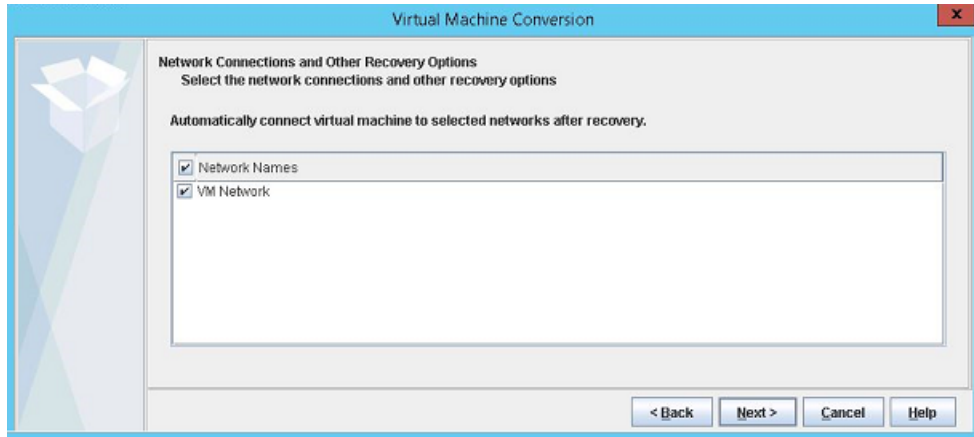 Virtual Machine Conversion
x
Network Connections and Other Recovery Options
Select the network connections and other recovery options
Automatically connect virtual machine to selected networks after recovery.
Network Names
VM Network
< Back Next > Cancel Help